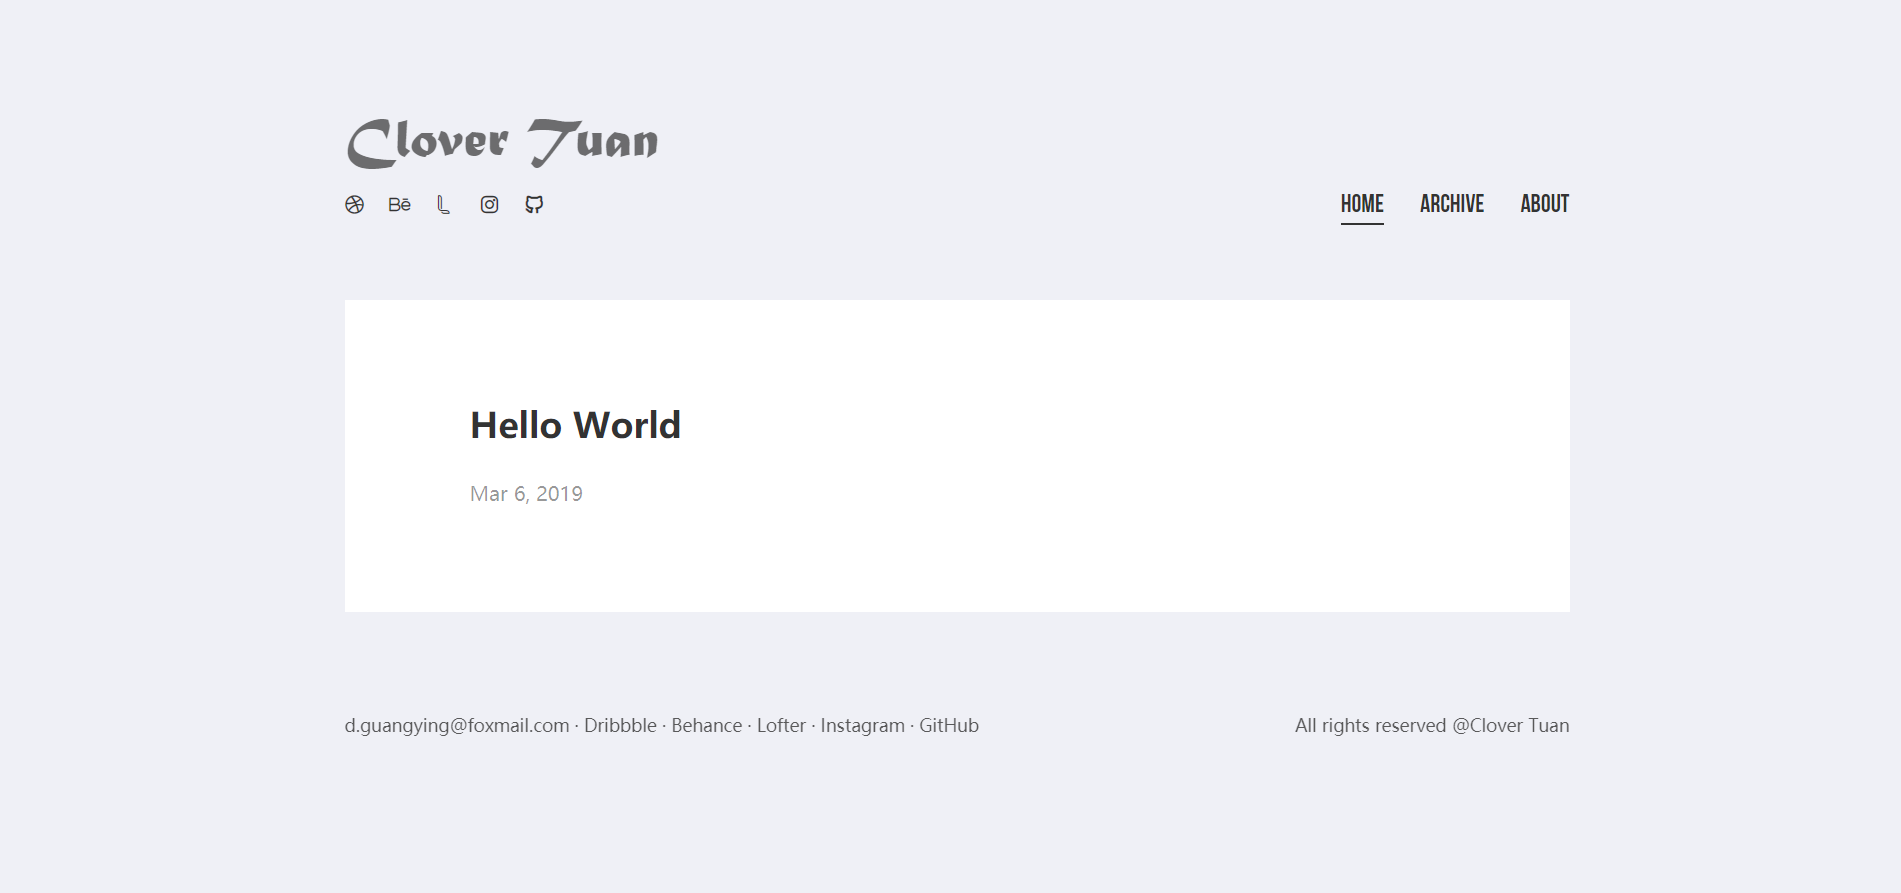 Clover Tuan
HOME ARCHIVE ABOUT
Hello World
Mar 6, 2019
d.guangying@foxmail.com · Dribbble · Behance · Lofter · Instagram · GitHub
All rights reserved @Clover Tuan